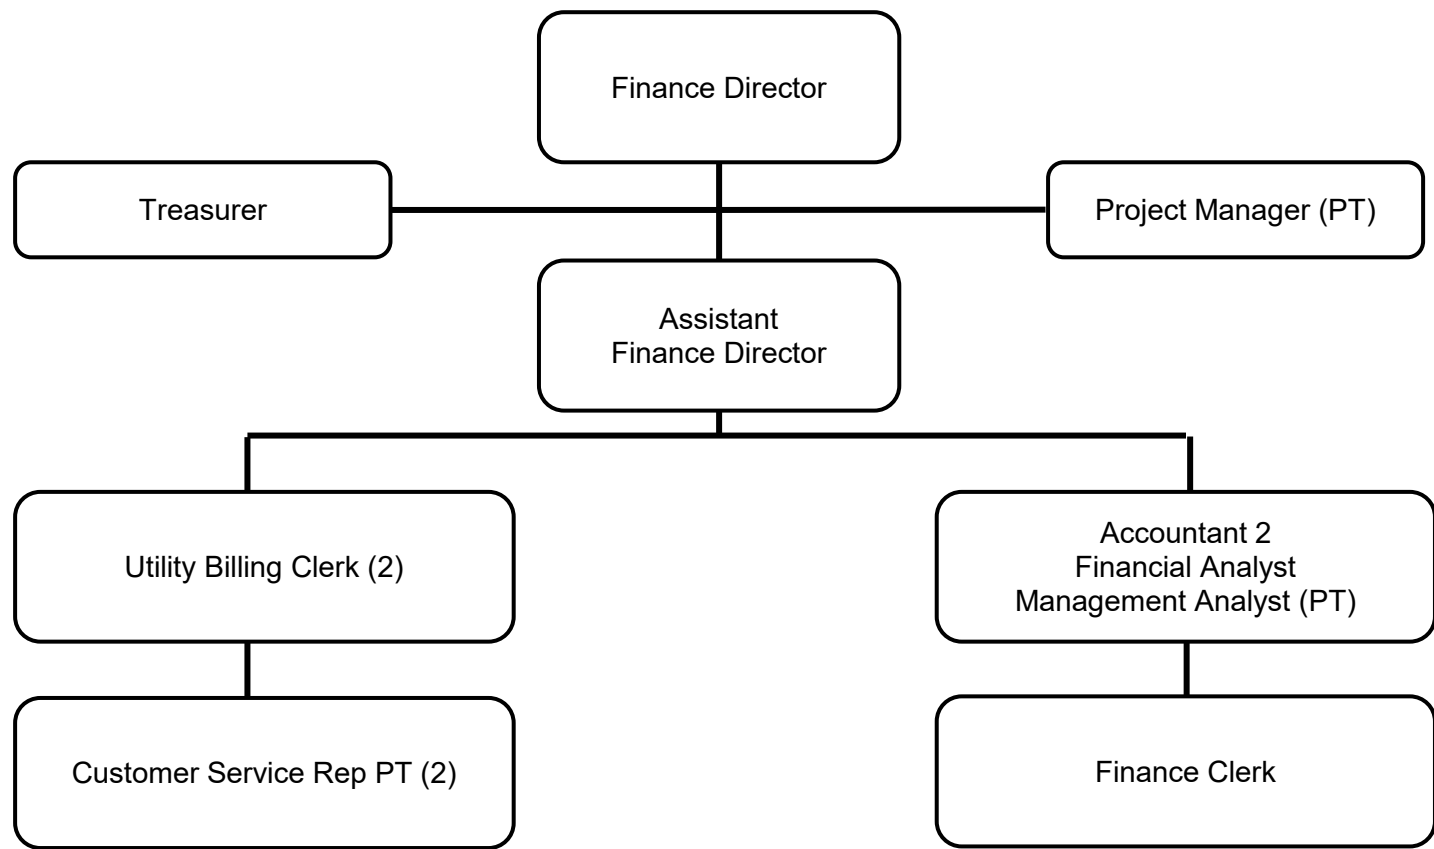 Finance Director
Treasurer
Project Manager (PT)
Assistant
Finance Director
Utility Billing Clerk (2)
Accountant 2
Financial Analyst
Management Analyst (PT)
Customer Service Rep PT (2)
Finance Clerk